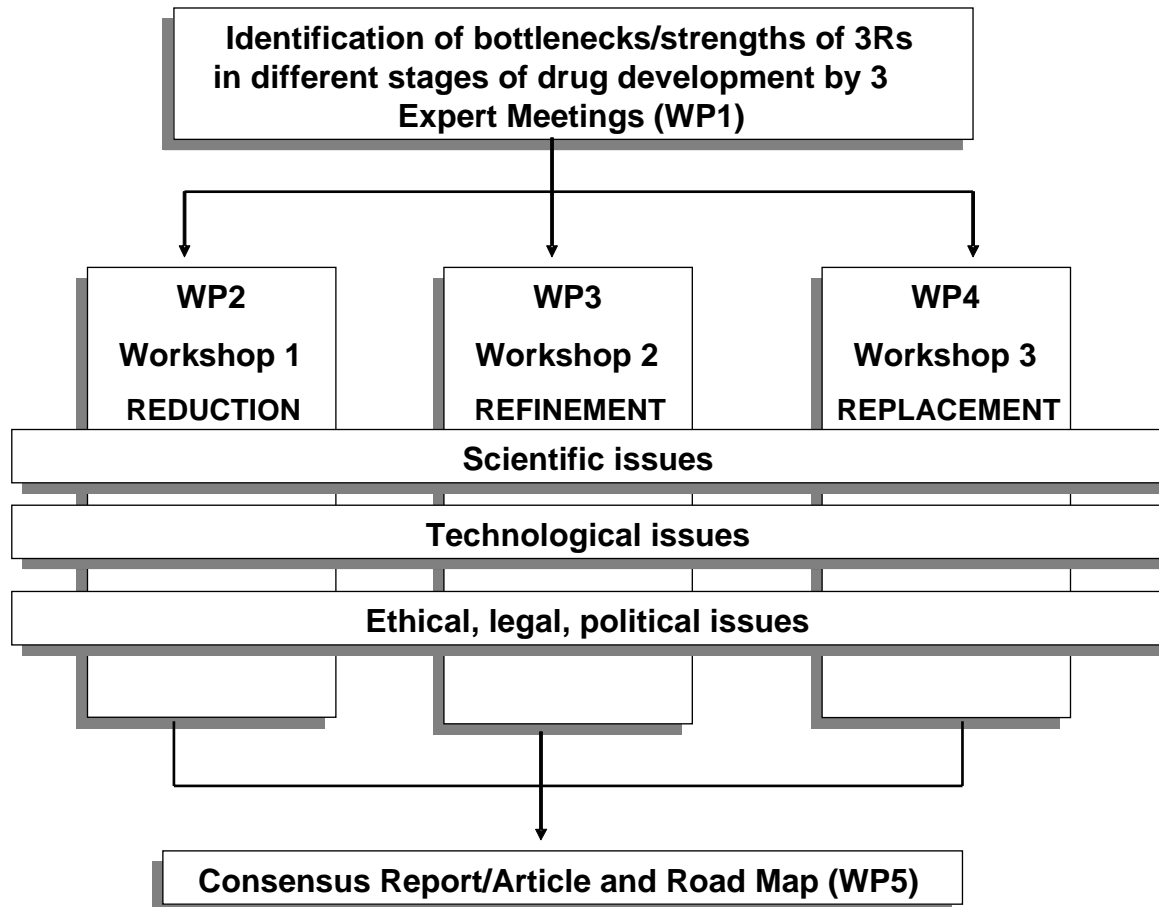 Identification of bottlenecks/strengths of 3Rs
in different stages of drug development by 3
Expert Meetings (WP1)
WP2
Workshop 1
REDUCTION
WP3
Workshop 2
REFINEMENT
WP4
Workshop 3
REPLACEMENT
Scientific issues
Technological issues
Ethical, legal, political issues
Consensus Report/Article and Road Map (WP5)